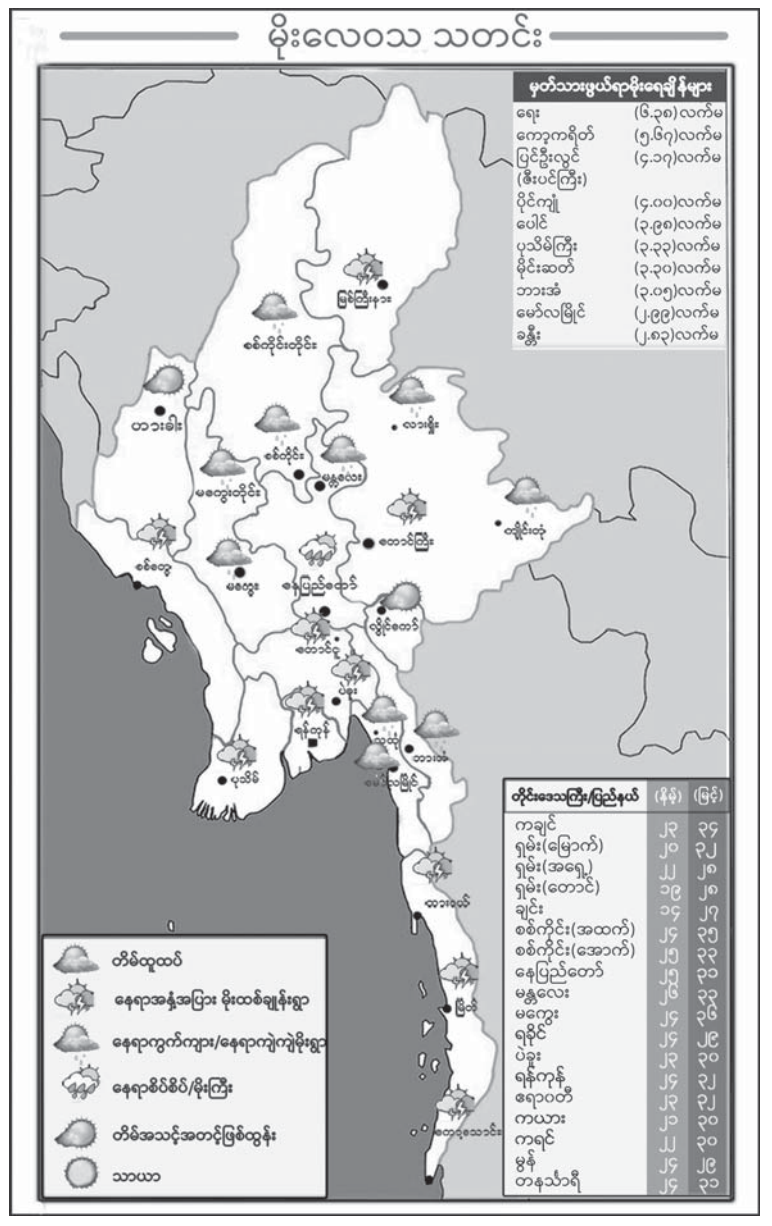 မိုးလေဝသ သတင်း
မှတ်သားဖွယ်ရာမိုးရေချိန်များ
ရေး (၆.၃၈)လက်မ
ကော့ကရိတ် (၅.၆၇)လက်မ
ပြင်ဦးလွင် (၄.၁၇)လက်မ
(ဇီးပင်ကြီး)
ပိုင်ကျုံ (၄.၀၀)လက်မ
ပေါင် (၃.၉၈)လက်မ
ပုသိမ်ကြီး (၃.၃၃)လက်မ
မိုင်းဆတ် (၃.၃၀)လက်မ
ဘားအံ (၃.၀၅)လက်မ
မော်လမြိုင် (၂.၉၉)လက်မ
ခန္တီး (၂.၈၃)လက်မ
မြစ်ကြီးနား
စစ်ကိုင်းတိုင်း
ဟားခါး
လားရှိုး
စစ်ကိုင်း
မန္တလေး
မကွေးတိုင်း
ကျိုင်းတုံ
တောင်ကြီး
စစ်တွေ
မကွေး
နေပြည်တော်
လွိုင်ကော်
တောင်ငူ
ပဲခူး
ရန်ကုန်
သထုံ
ဘားအံ
ပုသိမ်
မော်လမြိုင်
ထားဝယ်
မြိတ်
ကော့သောင်း
တိုင်းဒေသကြီး/ပြည်နယ် (နိမ့်) (မြင့်)
ကချင် ၂၃ ၃၄
ရှမ်း(မြောက်) ၂၀ ၃၂
ရှမ်း(အရှေ့) ၂၂ ၂၈
ရှမ်း(တောင်) ၁၉ ၂၈
ချင်း ၁၄ ၂၇
စစ်ကိုင်း(အထက်) ၂၄ ၃၅
စစ်ကိုင်း(အောက်) ၂၅ ၃၃
နေပြည်တော် ၂၅ ၃၁
မန္တလေး ၂၆ ၃၃
မကွေး ၂၄ ၃၆
ရခိုင် ၂၄ ၂၉
ပဲခူး ၂၃ ၃၀
ရန်ကုန် ၂၄ ၃၂
ဧရာဝတီ ၂၃ ၃၂
ကယား ၂၁ ၃၀
ကရင် ၂၂ ၃၀
မွန် ၂၄ ၂၉
တနင်္သာရီ ၂၄ ၃၁
တိမ်ထူထပ်
နေရာအနှံ့အပြား မိုးထစ်ချုန်းရွာ
နေရာကွက်ကျား/နေရာကျဲကျဲမိုးရွာ
နေရာစိပ်စိပ်/မိုးကြီး
တိမ်အသင့်အတင့်ဖြစ်ထွန်း
သာယာ